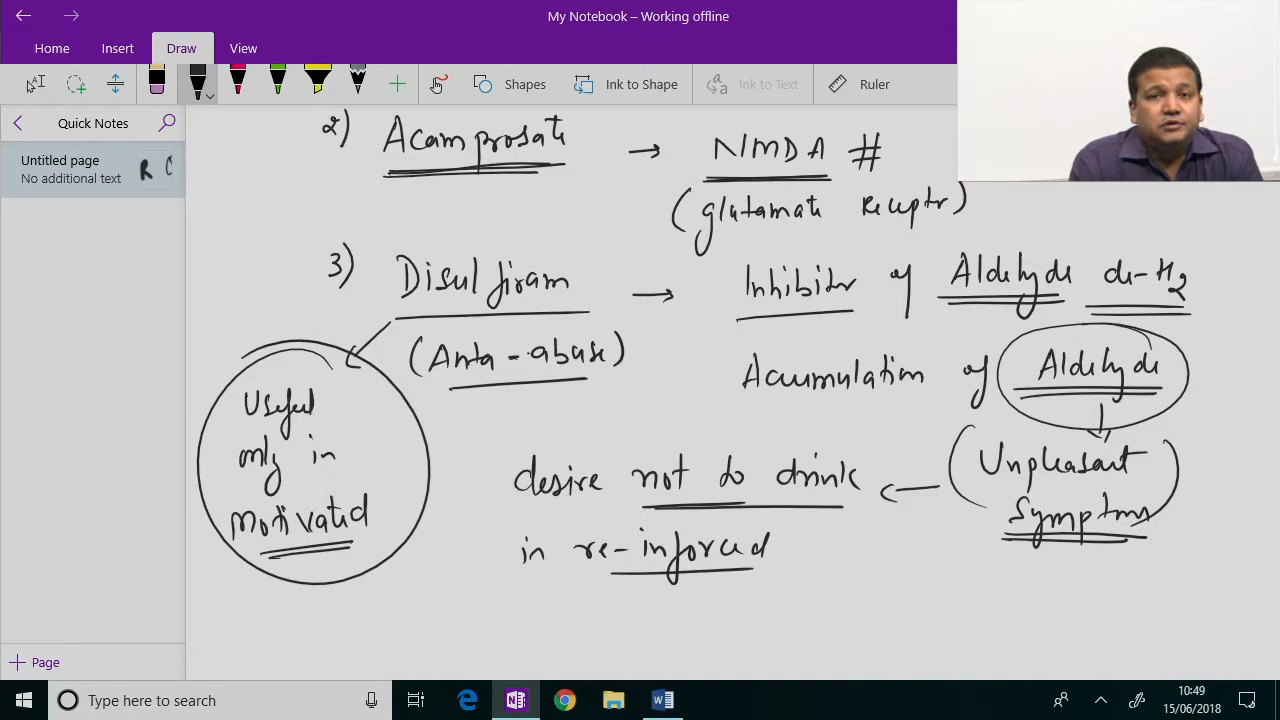 My Notebook – Working offline
Home Insert Draw View
Shapes Ink to Shape Ink to Text Ruler
Quick Notes
Untitled page
No additional text
R C
2) Acamprosate → NMDA #
(glutamate receptr)
3) Disulfiram → Inhibitor of Aldehyde de-H2
(Anta-abuse)
Acumulation of Aldehyde
Useful
only in
motivated
Unpleasant
Symptms
desire not to drink
in re-inforced
Page
Type here to search
10:49
15/06/2018